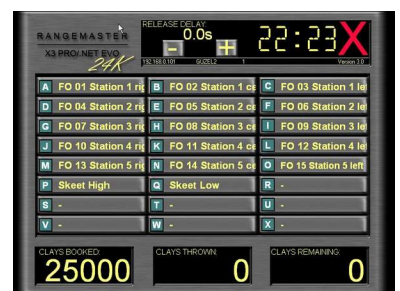 RANGEMASTER
X3 PRO/.NET EVO
24K
RELEASE DELAY:
0.0s
- +
22:23 X
192.168.0.101 GUZEL2 1 Version 3.0
A FO 01 Station 1 rig B FO 02 Station 1 ce C FO 03 Station 1 lef
D FO 04 Station 2 rig E FO 05 Station 2 ce F FO 06 Station 2 lef
G FO 07 Station 3 rig H FO 08 Station 3 ce I FO 09 Station 3 lef
J FO 10 Station 4 rig K FO 11 Station 4 ce L FO 12 Station 4 lef
M FO 13 Station 5 rig N FO 14 Station 5 ce O FO 15 Station 5 left
P Skeet High Q Skeet Low R -
S - T - U -
V - W - X -
CLAYS BOOKED: CLAYS THROWN: CLAYS REMAINING:
25000 0 0